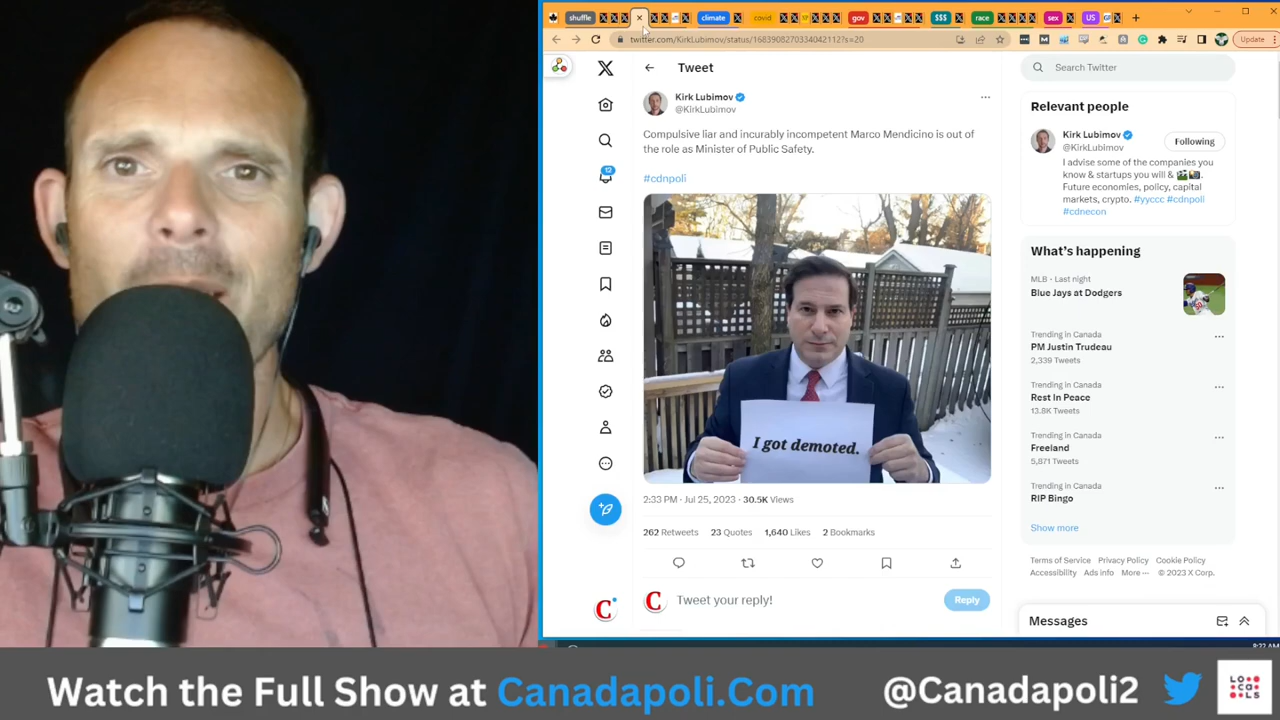 shuffle
climate
covid
gov
$$$
race
sex
US
twitter.com/KirkLubimov/status/1683908270334042112?s=20
Update
Tweet
Search Twitter
Kirk Lubimov
@KirkLubimov
Compulsive liar and incurably incompetent Marco Mendicino is out of
the role as Minister of Public Safety.
#cdnpoli
I got demoted.
2:33 PM · Jul 25, 2023 · 30.5K Views
262 Retweets 23 Quotes 1,640 Likes 2 Bookmarks
Tweet your reply!
Reply
12
Relevant people
Kirk Lubimov
@KirkLubimov
Following
I advise some of the companies you
know & startups you will &
Future economies, policy, capital
markets, crypto. #yyccc #cdnpoli
#cdnecon
What's happening
MLB · Last night
Blue Jays at Dodgers
Trending in Canada
PM Justin Trudeau
2,339 Tweets
Trending in Canada
Rest In Peace
13.8K Tweets
Trending in Canada
Freeland
5,871 Tweets
Trending in Canada
RIP Bingo
Show more
Terms of Service Privacy Policy Cookie Policy
Accessibility Ads info More ··· © 2023 X Corp.
Messages
8:22 AM
Watch the Full Show at Canadapoli.Com
@Canadapoli2
LOCALS